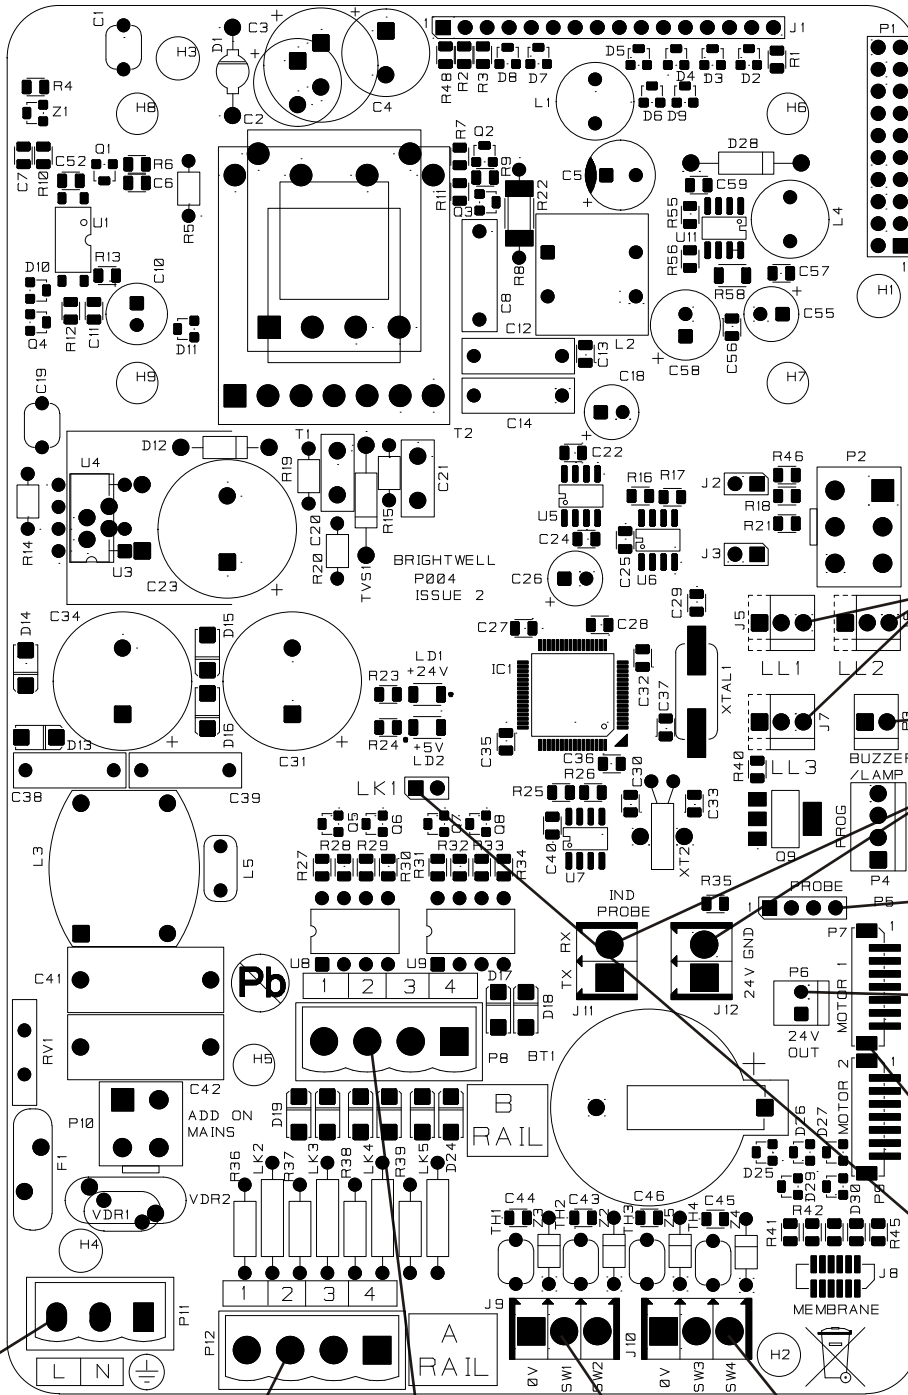 C1
H3
D1
C3
C2
C4
1
J1
P1
R4
Z1
H8
R48
R2
R3
D8
D7
D5
D4
D3
D2
R1
L1
D6
D9
H6
C7
R10
C52
Q1
R6
C6
R5
R7
Q2
R9
R11
Q3
R22
R8
C5
D28
C59
R55
U11
R56
L4
U1
R13
D10
C10
R12
C11
Q4
D11
C8
R58
C57
1
H1
C12
C13
L2
C58
C56
C55
C19
H9
C14
C18
H7
D12
T1
T2
U4
R19
C21
C22
R16
R17
J2
R46
R18
R21
P2
R14
U3
C23
C20
R20
R15
TVS1
BRIGHTWELL
P004
ISSUE 2
U5
C24
C25
U6
J3
C26
C34
D14
D15
C27
C28
C29
J5
LL1
LL2
LD1
+24V
IC1
C32
XTAL1
R23
C37
R24
+5V
LD2
C35
J7
LL3
P3
BUZZER
/LAMP
D13
D16
C31
C36
R40
C38
C39
LK1
R26
R25
C30
C33
Q5
Q6
Q7
Q8
C40
U7
XT2
Q9
PROG
P4
L3
L5
R27
R28
R29
R30
R31
R32
R33
R34
IND
PROBE
R35
PROBE
1
P5
RX
TX
J11
24V GND
J12
C41
Pb
U8
U9
1 2 3 4
D17
D18
P6
24V
OUT
P7
1
MOTOR 1
RV1
H5
P8
BT1
C42
P10
ADD ON
MAINS
D19
B
RAIL
MOTOR 2
1
P9
F1
R36
LK2
R37
LK3
R38
LK4
R39
LK5
D24
D25
D26
D27
D29
D30
VDR1
VDR2
H4
TH1
C44
Z3
TH2
C43
Z2
TH3
C46
Z5
TH4
C45
Z4
R41
R42
R45
1 2 3 4
J8
MEMBRANE
P11
P12
L N
A
RAIL
J9
0V
SW1
SW2
J10
0V
SW3
SW4
H2